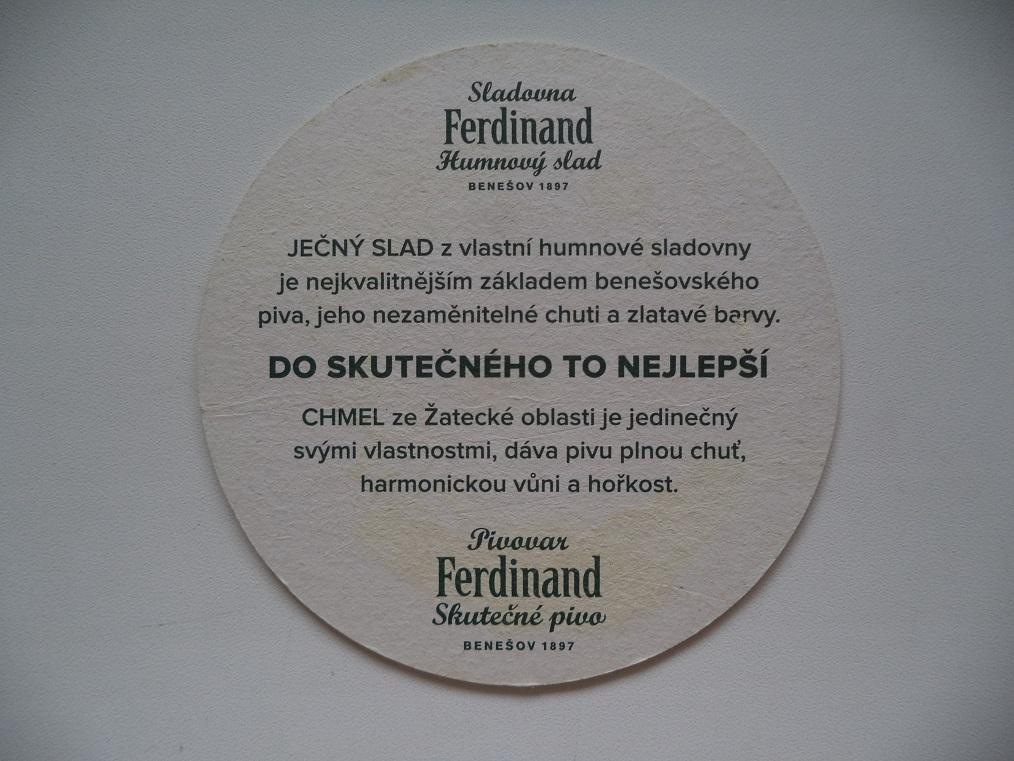 Sladovna
Ferdinand
Humnový slad
BENEŠOV 1897
JEČNÝ SLAD z vlastní humnové sladovny
je nejkvalitnějším základem benešovského
piva, jeho nezaměnitelné chuti a zlatavé barvy.
DO SKUTEČNÉHO TO NEJLEPŠÍ
CHMEL ze Žatecké oblasti je jedinečný
svými vlastnostmi, dáva pivu plnou chuť,
harmonickou vůni a hořkost.
Pivovar
Ferdinand
Skutečné pivo
BENEŠOV 1897